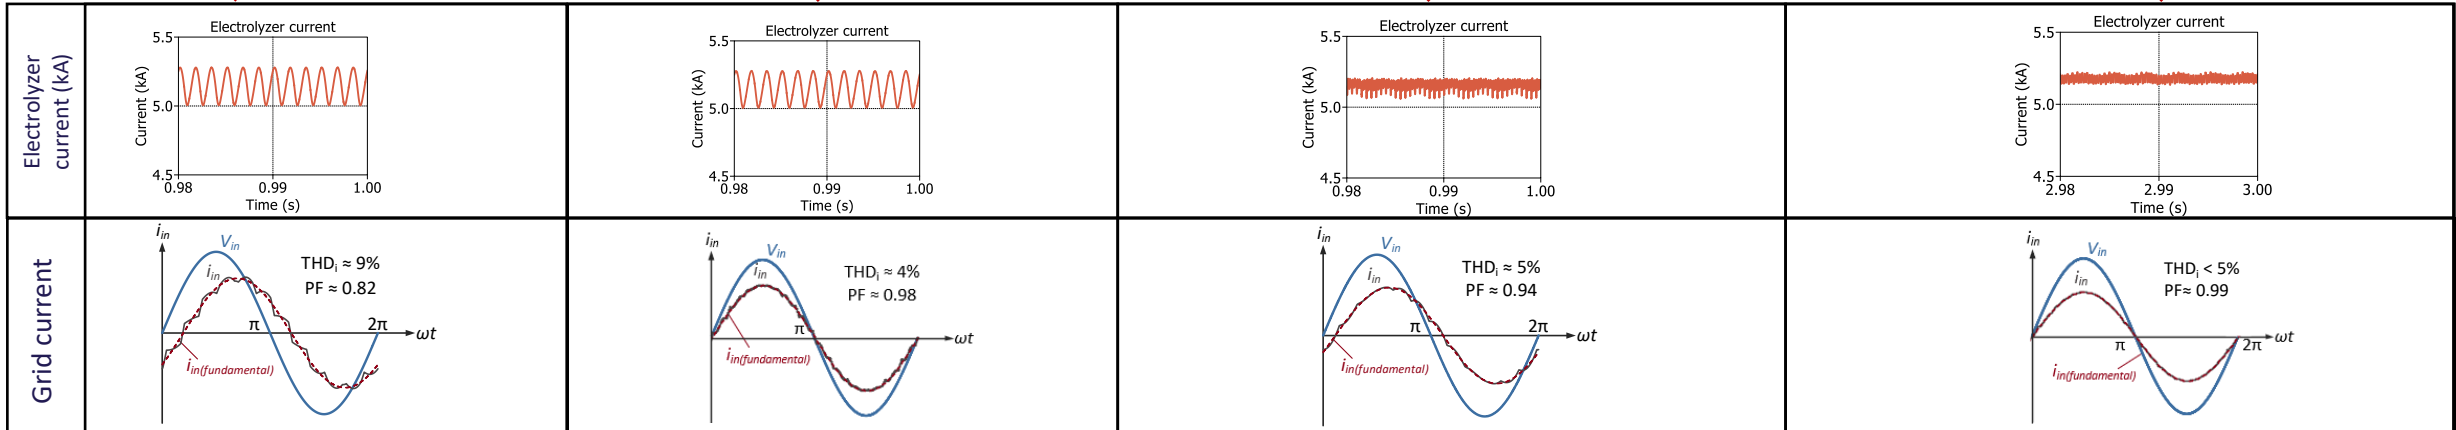 Electrolyzer
current (kA)
Electrolyzer current
Current (kA)
5.5
5.0
4.5
0.98 0.99 1.00
Time (s)
Electrolyzer current
Current (kA)
5.5
5.0
4.5
0.98 0.99 1.00
Time (s)
Electrolyzer current
Current (kA)
5.5
5.0
4.5
0.98 0.99 1.00
Time (s)
Electrolyzer current
Current (kA)
5.5
5.0
4.5
2.98 2.99 3.00
Time (s)
Grid current
iin
Vin
iin
THDi ≈ 9%
PF ≈ 0.82
π
2π
ωt
iin(fundamental)
iin
Vin
iin
THDi ≈ 4%
PF ≈ 0.98
π
ωt
iin(fundamental)
iin
Vin
iin
THDi ≈ 5%
PF ≈ 0.94
π
2π
ωt
iin(fundamental)
iin
Vin
iin
THDi < 5%
PF≈ 0.99
π
2π
ωt
iin(fundamental)